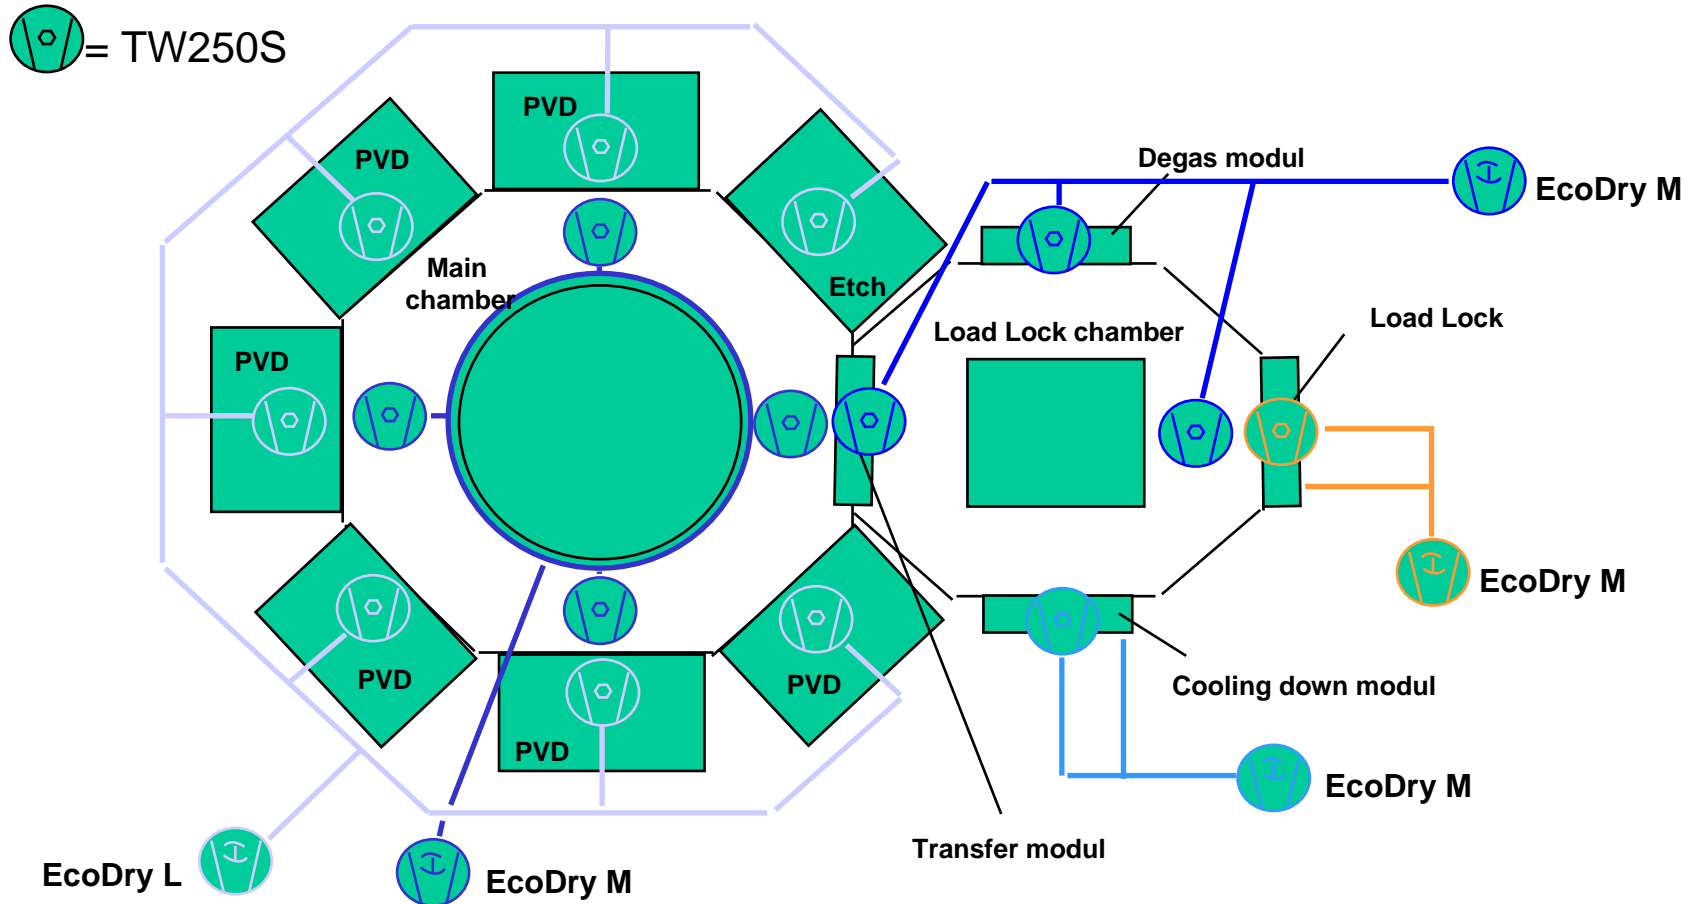 = TW250S
PVD
PVD
Degas modul
EcoDry M
Main
chamber
Etch
Load Lock chamber
Load Lock
PVD
EcoDry M
PVD
PVD
Cooling down modul
PVD
EcoDry M
Transfer modul
EcoDry L
EcoDry M